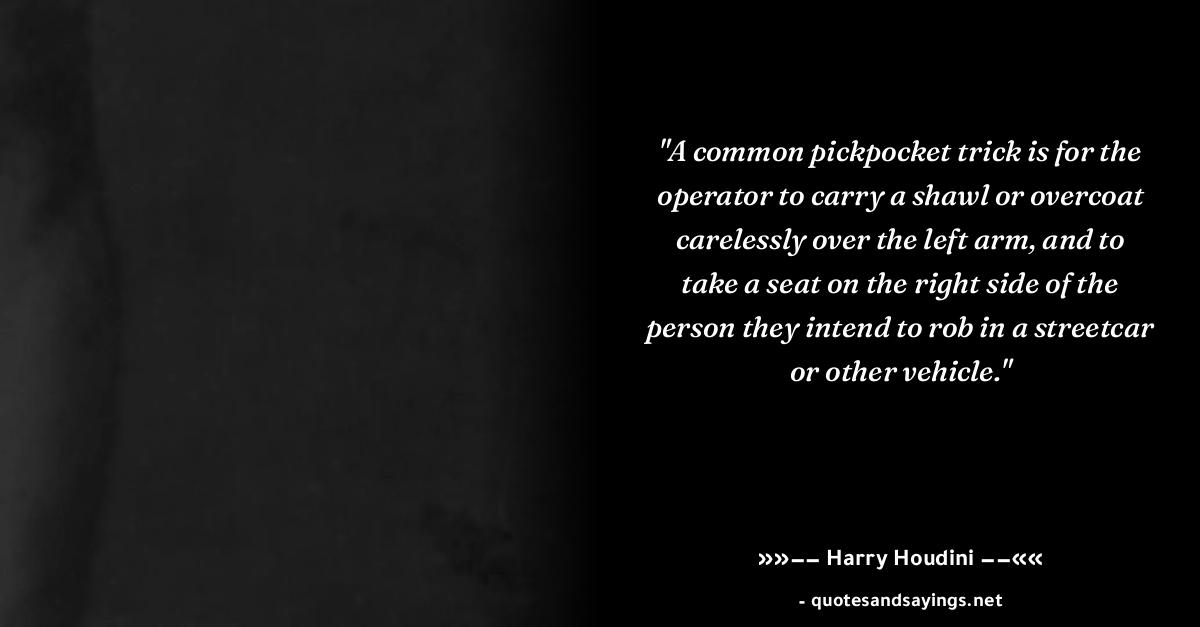 "A common pickpocket trick is for the
operator to carry a shawl or overcoat
carelessly over the left arm, and to
take a seat on the right side of the
person they intend to rob in a streetcar
or other vehicle."
»»–– Harry Houdini ––««
- quotesandsayings.net